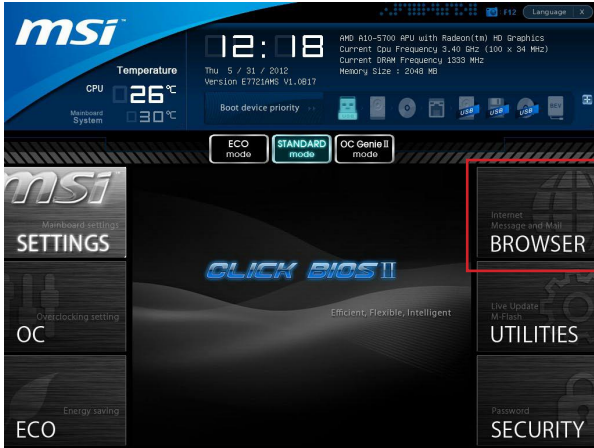 msi
F12 Language X
12:18
Thu 5 / 31 / 2012
Version E7721AMS V1.0B17
AMD A10-5700 APU with Radeon(tm) HD Graphics
Current Cpu Frequency 3.40 GHz (100 x 34 MHz)
Current DRAM Frequency 1333 MHz
Memory Size : 2048 MB
Temperature
CPU 26°C
Mainboard
System 30°C
Boot device priority
USB USB USB REV
ECO
mode
STANDARD
mode
OC Genie II
mode
msi
Mainboard settings
SETTINGS
Overclocking setting
OC
Energy saving
ECO
CLICK BIOS II
Efficient, Flexible, Intelligent
Internet
Message and Mail
BROWSER
Live Update
M-Flash
UTILITIES
Password
SECURITY